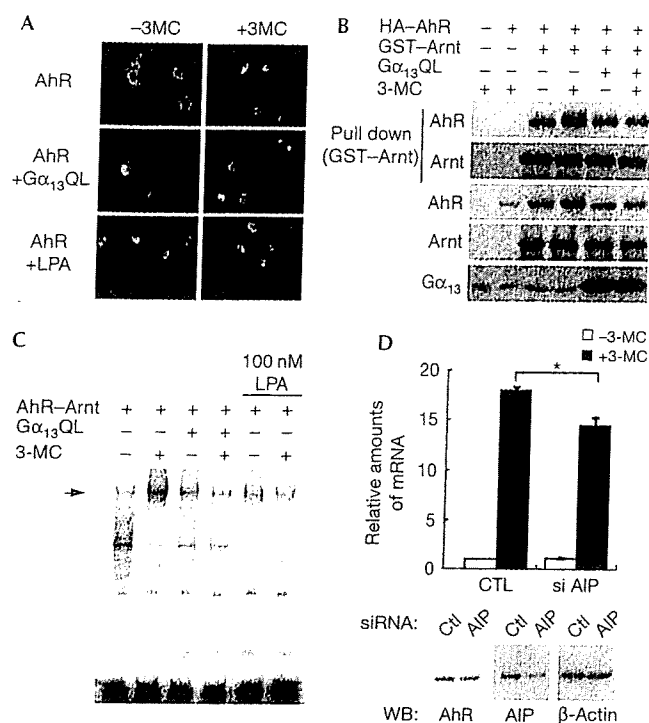 A
–3MC +3MC
AhR
AhR
+Gα13QL
AhR
+LPA
B
HA–AhR – + + + + +
GST–Arnt – – + + + +
Gα13QL – – – – + +
3-MC + + – + – +
Pull down
(GST–Arnt)
AhR
Arnt
AhR
Arnt
Gα13
C
100 nM
LPA
AhR–Arnt + + + + + +
Gα13QL – – + + – –
3-MC – + – + – +
D
–3-MC
+3-MC
*
20
15
10
5
0
Relative amounts
of mRNA
CTL si AIP
siRNA: Ctl AIP Ctl AIP Ctl AIP
WB: AhR AIP β-Actin